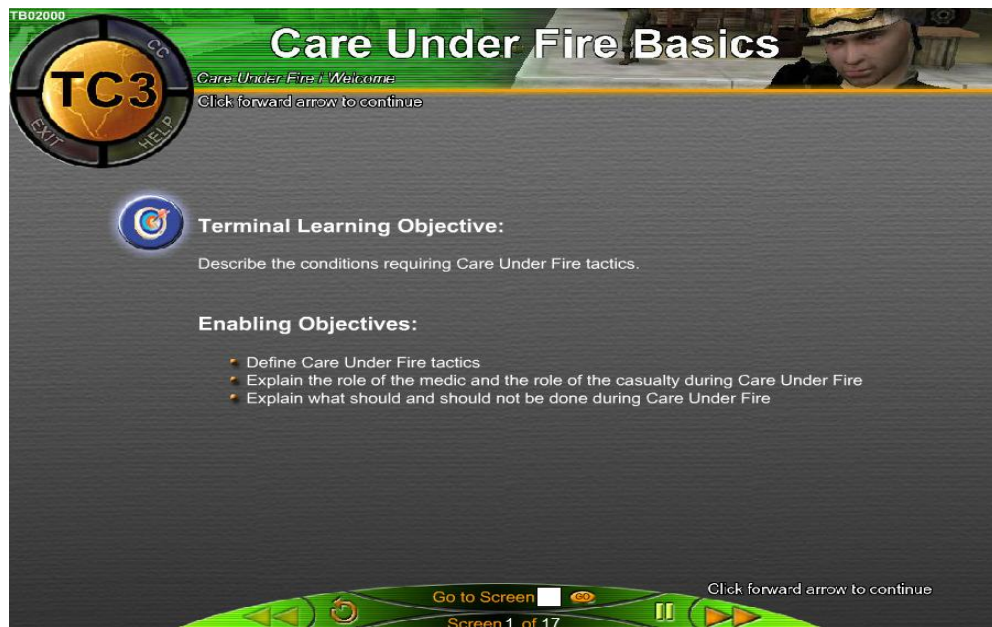 TB02000
Care Under Fire Basics
CC
TC3
EXIT
HELP
Care Under Fire / Welcome
Click forward arrow to continue
Terminal Learning Objective:
Describe the conditions requiring Care Under Fire tactics.
Enabling Objectives:
Define Care Under Fire tactics
Explain the role of the medic and the role of the casualty during Care Under Fire
Explain what should and should not be done during Care Under Fire
Click forward arrow to continue
Go to Screen GO
Screen 1 of 17